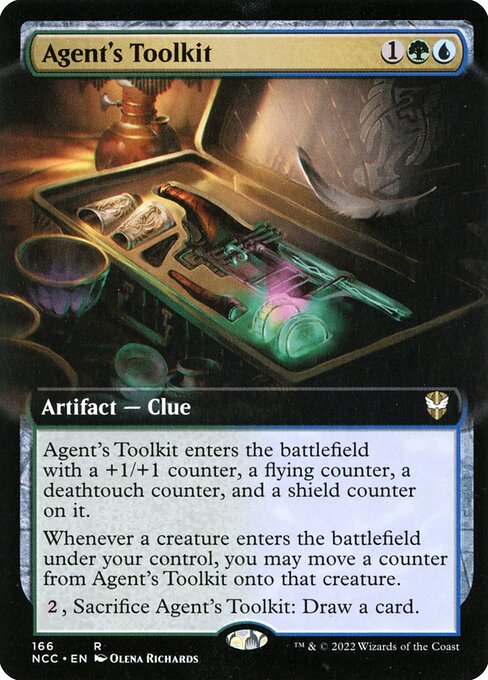 Agent's Toolkit 1
Artifact — Clue
Agent's Toolkit enters the battlefield
with a +1/+1 counter, a flying counter, a
deathtouch counter, and a shield counter
on it.
Whenever a creature enters the battlefield
under your control, you may move a counter
from Agent's Toolkit onto that creature.
2, Sacrifice Agent's Toolkit: Draw a card.
166 R
NCC • EN Olena Richards
™ & © 2022 Wizards of the Coast